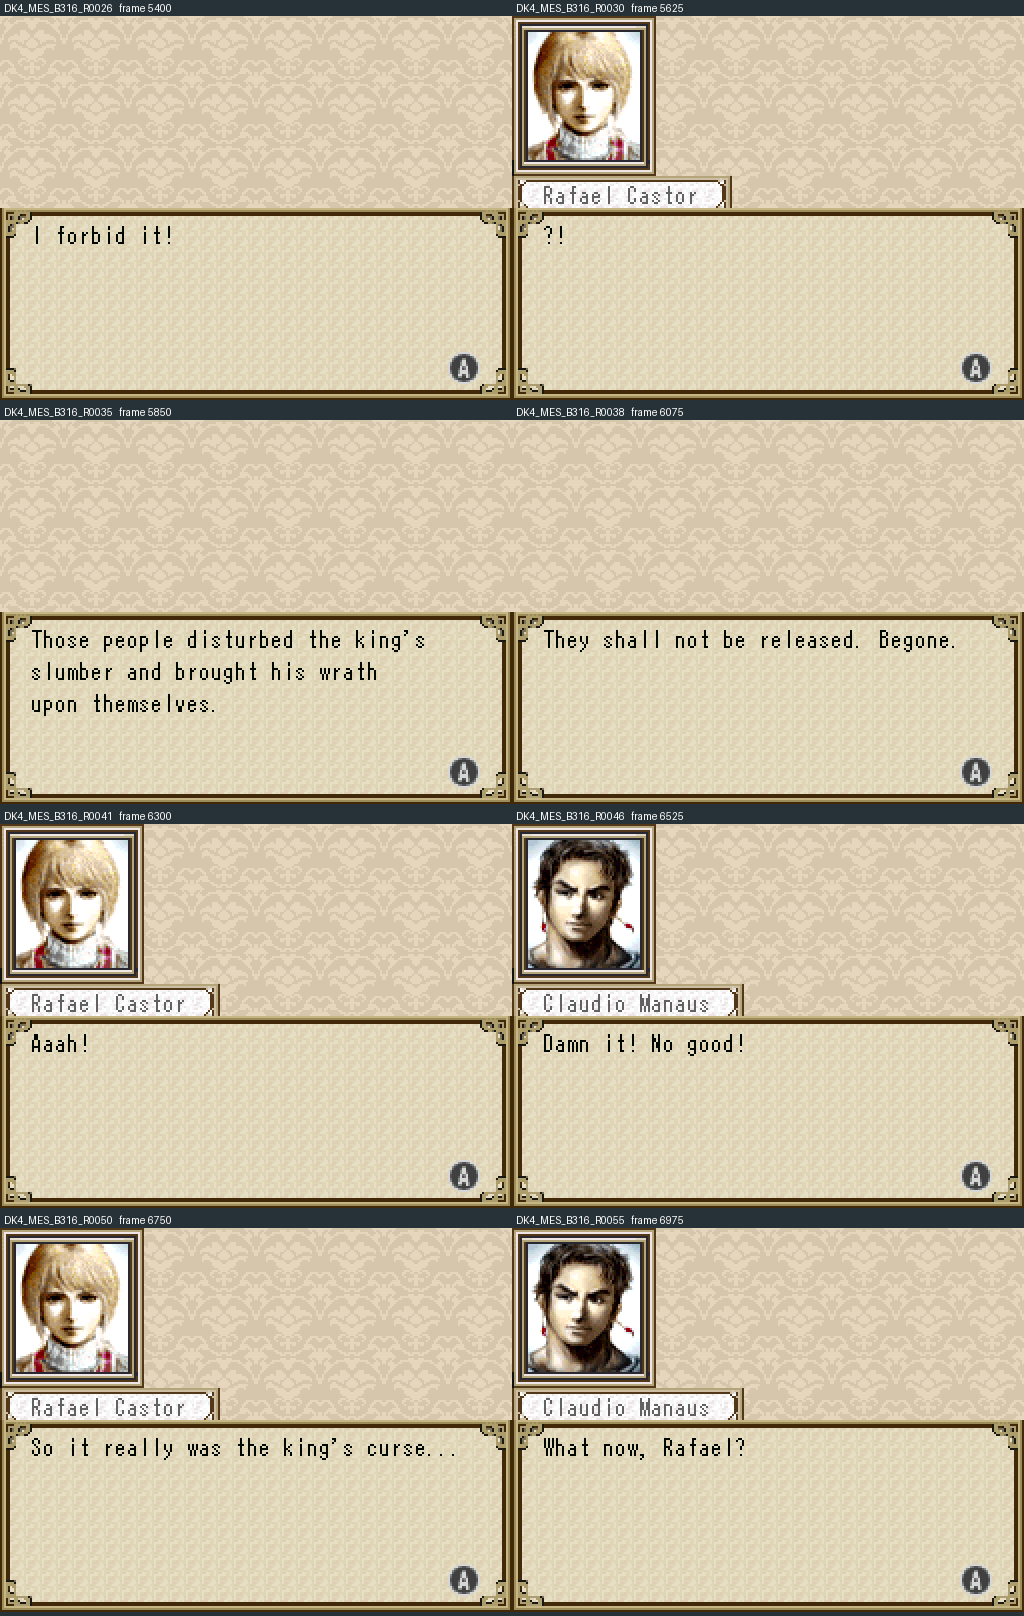 DK4_MES_B316_R0026 frame 5400
I forbid it!
A
DK4_MES_B316_R0030 frame 5625
Rafael Castor
?!
A
DK4_MES_B316_R0035 frame 5850
Those people disturbed the king's
slumber and brought his wrath
upon themselves.
A
DK4_MES_B316_R0038 frame 6075
They shall not be released. Begone.
A
DK4_MES_B316_R0041 frame 6300
Rafael Castor
Aaah!
A
DK4_MES_B316_R0046 frame 6525
Claudio Manaus
Damn it! No good!
A
DK4_MES_B316_R0050 frame 6750
Rafael Castor
So it really was the king's curse...
A
DK4_MES_B316_R0055 frame 6975
Claudio Manaus
What now, Rafael?
A